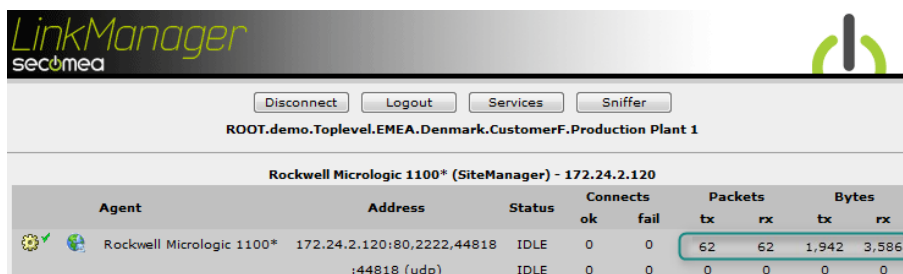 LinkManager
secomea
Disconnect Logout Services Sniffer
ROOT.demo.Toplevel.EMEA.Denmark.CustomerF.Production Plant 1
Rockwell Micrologic 1100* (SiteManager) - 172.24.2.120
Agent Address Status Connects Packets Bytes
ok fail tx rx tx rx
Rockwell Micrologic 1100* 172.24.2.120:80,2222,44818 IDLE 0 0 62 62 1,942 3,586
:44818 (udp) IDLE 0 0 0 0 0 0